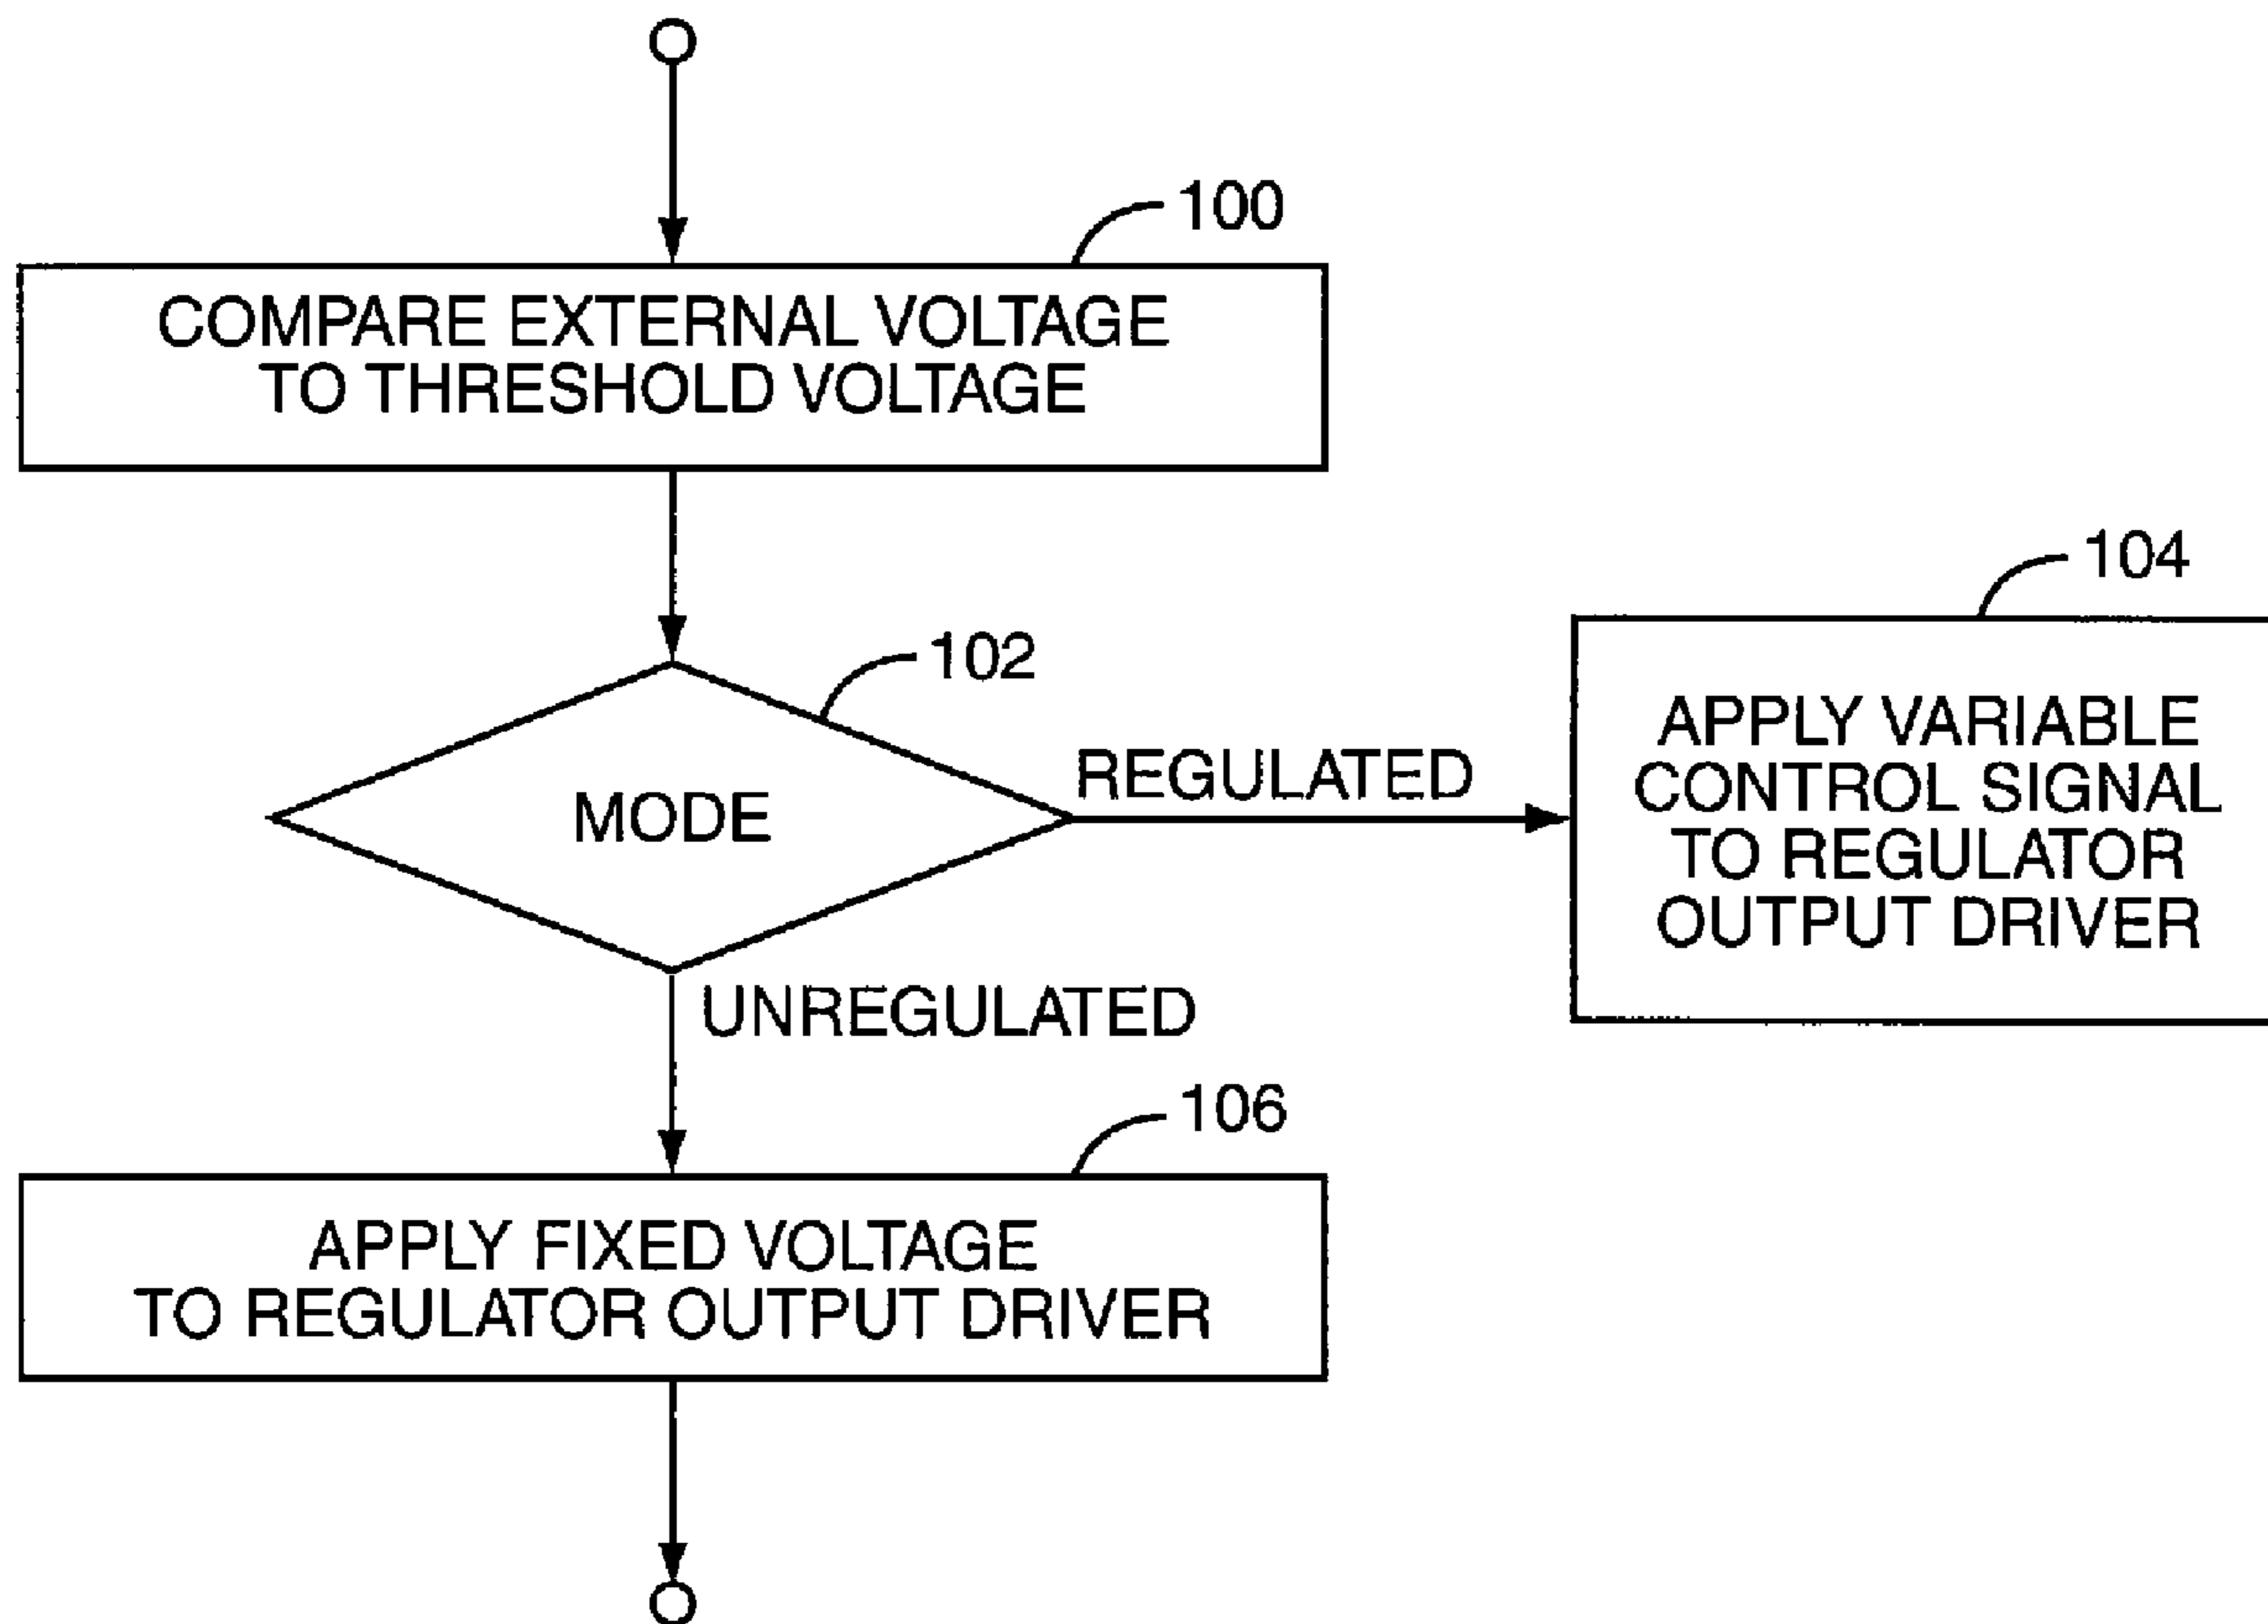 100
COMPARE EXTERNAL VOLTAGE
TO THRESHOLD VOLTAGE
102
MODE
REGULATED
104
APPLY VARIABLE
CONTROL SIGNAL
TO REGULATOR
OUTPUT DRIVER
UNREGULATED
106
APPLY FIXED VOLTAGE
TO REGULATOR OUTPUT DRIVER